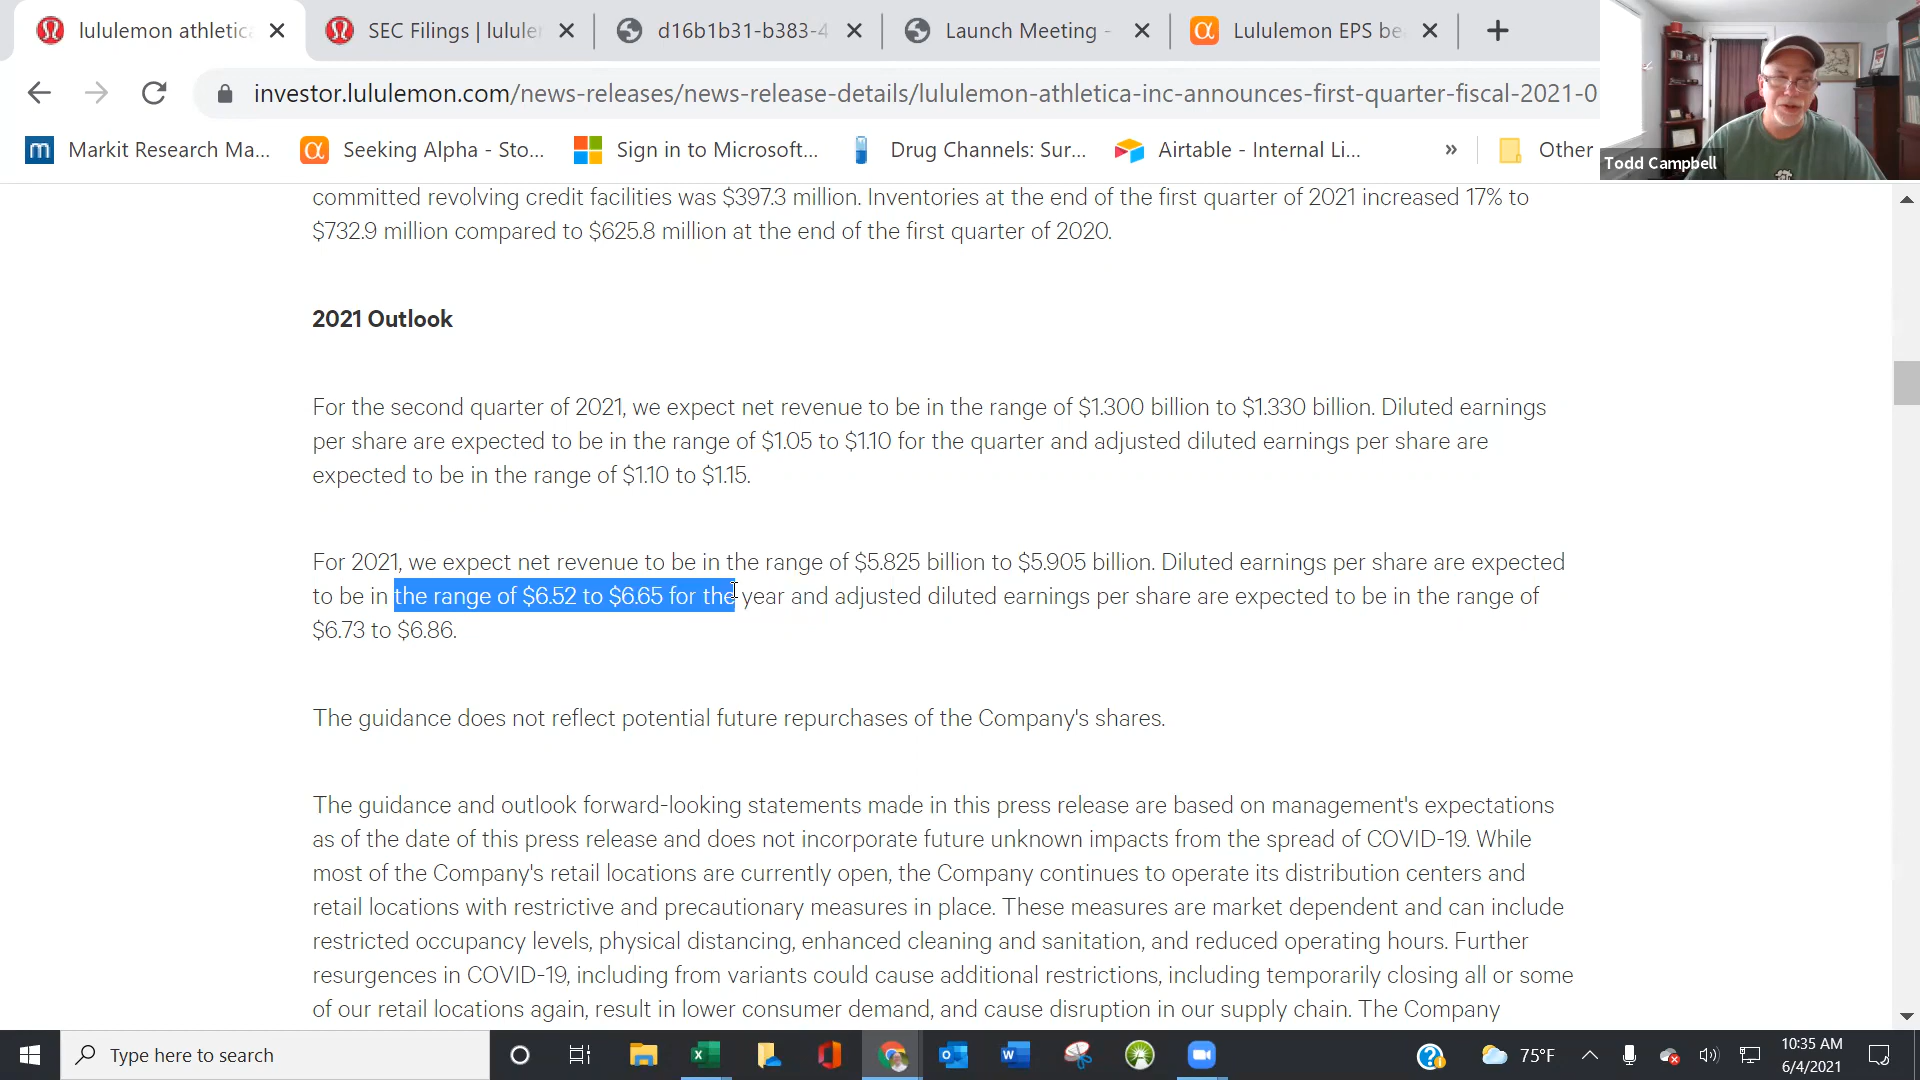 lululemon athletic
SEC Filings | lulule
d16b1b31-b383-4
Launch Meeting -
Lululemon EPS be
investor.lululemon.com/news-releases/news-release-details/lululemon-athletica-inc-announces-first-quarter-fiscal-2021-0
m Markit Research Ma...
α Seeking Alpha - Sto...
Sign in to Microsoft...
Drug Channels: Sur...
Airtable - Internal Li...
»
Other
Todd Campbell
committed revolving credit facilities was $397.3 million. Inventories at the end of the first quarter of 2021 increased 17% to
$732.9 million compared to $625.8 million at the end of the first quarter of 2020.
2021 Outlook
For the second quarter of 2021, we expect net revenue to be in the range of $1.300 billion to $1.330 billion. Diluted earnings
per share are expected to be in the range of $1.05 to $1.10 for the quarter and adjusted diluted earnings per share are
expected to be in the range of $1.10 to $1.15.
For 2021, we expect net revenue to be in the range of $5.825 billion to $5.905 billion. Diluted earnings per share are expected
to be in the range of $6.52 to $6.65 for the year and adjusted diluted earnings per share are expected to be in the range of
$6.73 to $6.86.
The guidance does not reflect potential future repurchases of the Company's shares.
The guidance and outlook forward-looking statements made in this press release are based on management's expectations
as of the date of this press release and does not incorporate future unknown impacts from the spread of COVID-19. While
most of the Company's retail locations are currently open, the Company continues to operate its distribution centers and
retail locations with restrictive and precautionary measures in place. These measures are market dependent and can include
restricted occupancy levels, physical distancing, enhanced cleaning and sanitation, and reduced operating hours. Further
resurgences in COVID-19, including from variants could cause additional restrictions, including temporarily closing all or some
of our retail locations again, result in lower consumer demand, and cause disruption in our supply chain. The Company
Type here to search
75°F
10:35 AM
6/4/2021